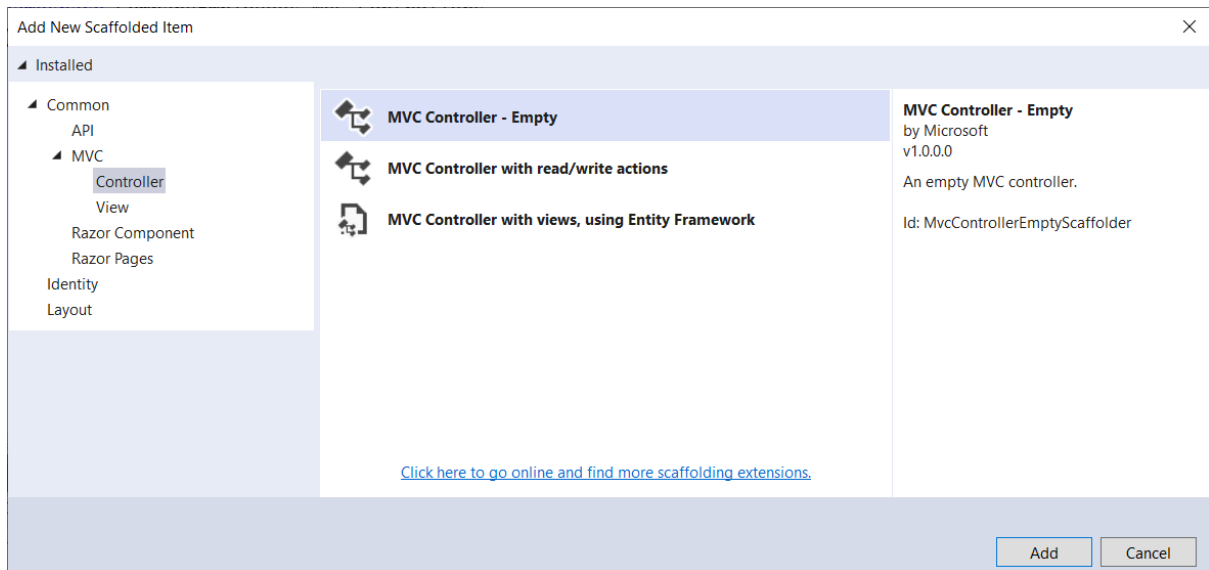 Add New Scaffolded Item
Installed
Common
API
MVC
Controller
View
Razor Component
Razor Pages
Identity
Layout
MVC Controller - Empty
MVC Controller with read/write actions
MVC Controller with views, using Entity Framework
Click here to go online and find more scaffolding extensions.
MVC Controller - Empty
by Microsoft
v1.0.0.0
An empty MVC controller.
Id: MvcControllerEmptyScaffolder
Add
Cancel